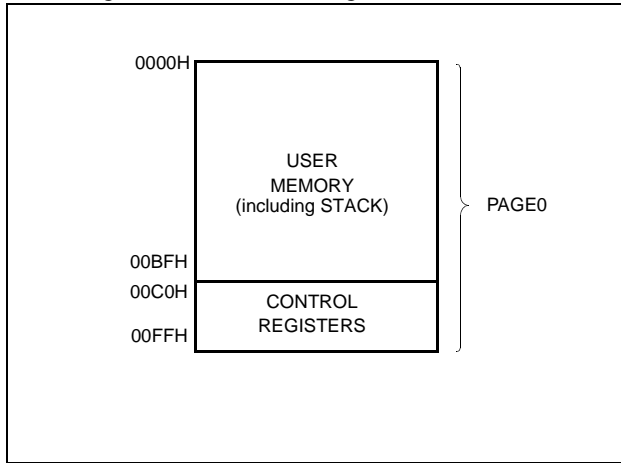 0000H
USER
MEMORY
(including STACK)
PAGE0
00BFH
00C0H
CONTROL
REGISTERS
00FFH